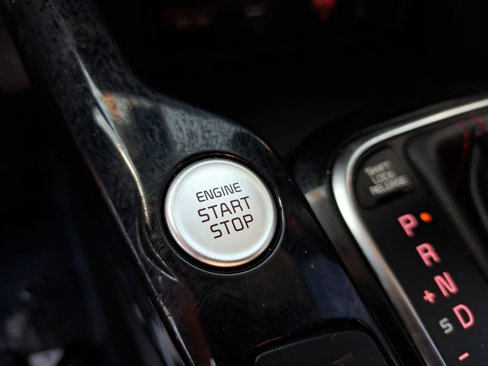 ENGINE
START
STOP
SHIFT
LOCK
RELEASE
P
R
N
+
D
S
-